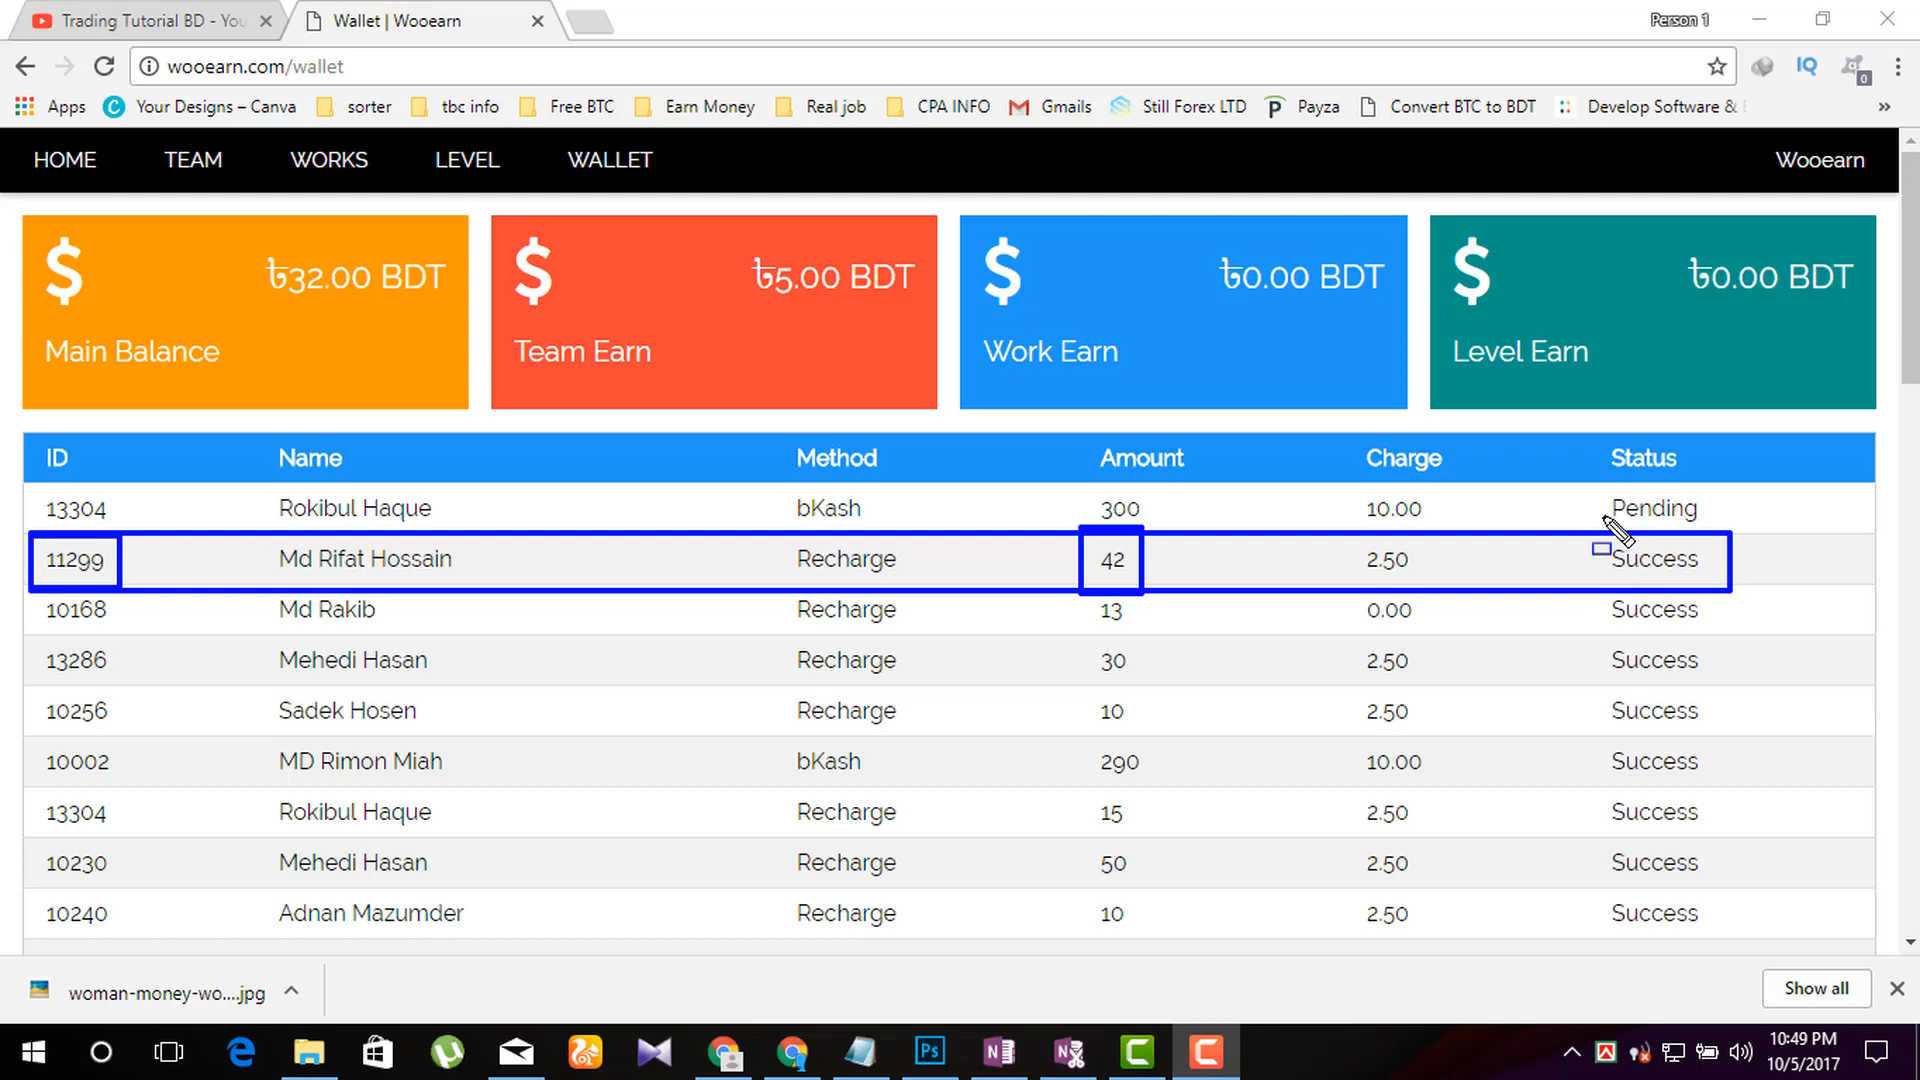 Trading Tutorial BD - You
Wallet | Wooearn
Person 1
wooearn.com/wallet
IQ
0
Apps
Your Designes – Canva
sorter
tbc info
Free BTC
Earn Money
Real job
CPA INFO
Gmails
Still Forex LTD
Payza
Convert BTC to BDT
Develop Software &
»
HOME TEAM WORKS LEVEL WALLET Wooearn
$ ৳32.00 BDT
Main Balance
$ ৳5.00 BDT
Team Earn
$ ৳0.00 BDT
Work Earn
$ ৳0.00 BDT
Level Earn
ID Name Method Amount Charge Status
13304 Rokibul Haque bKash 300 10.00 Pending
11299 Md Rifat Hossain Recharge 42 2.50 Success
10168 Md Rakib Recharge 13 0.00 Success
13286 Mehedi Hasan Recharge 30 2.50 Success
10256 Sadek Hosen Recharge 10 2.50 Success
10002 MD Rimon Miah bKash 290 10.00 Success
13304 Rokibul Haque Recharge 15 2.50 Success
10230 Mehedi Hasan Recharge 50 2.50 Success
10240 Adnan Mazumder Recharge 10 2.50 Success
woman-money-wo....jpg
Show all
Ps
10:49 PM
10/5/2017